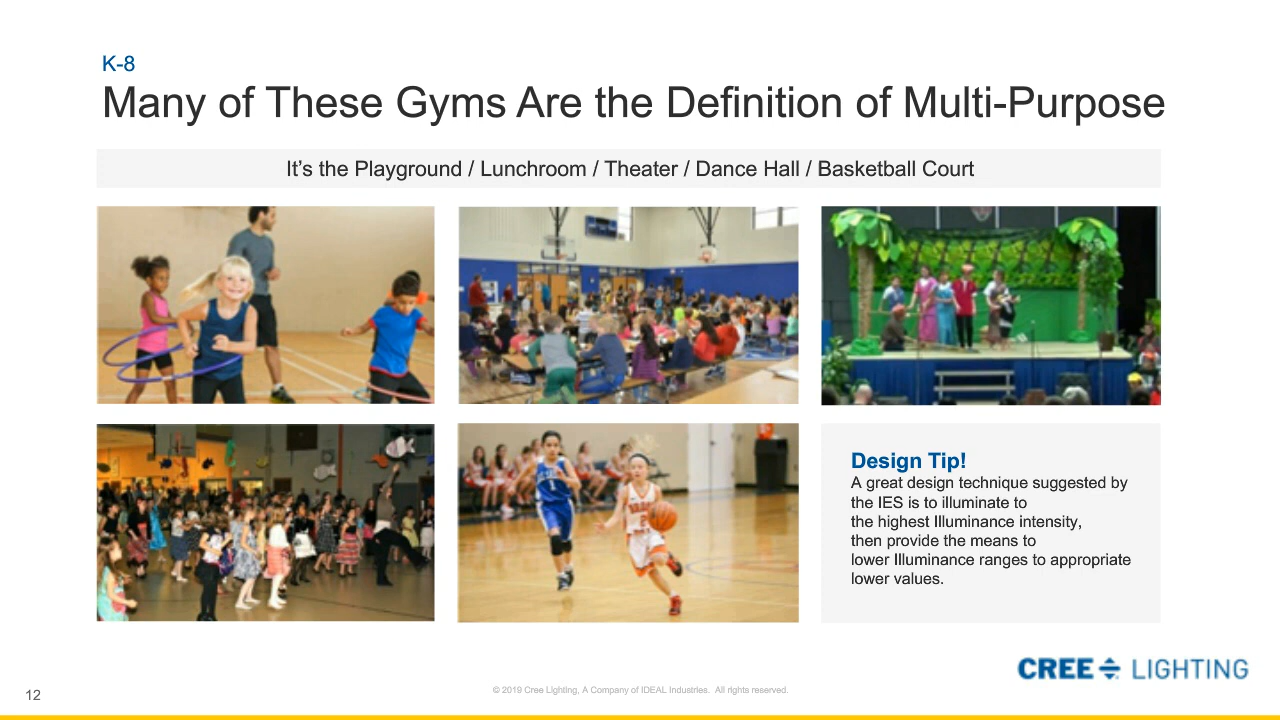 K-8
Many of These Gyms Are the Definition of Multi-Purpose
It’s the Playground / Lunchroom / Theater / Dance Hall / Basketball Court
Design Tip!
A great design technique suggested by
the IES is to illuminate to
the highest Illuminance intensity,
then provide the means to
lower Illuminance ranges to appropriate
lower values.
CREE LIGHTING
12
© 2019 Cree Lighting, A Company of IDEAL Industries. All rights reserved.